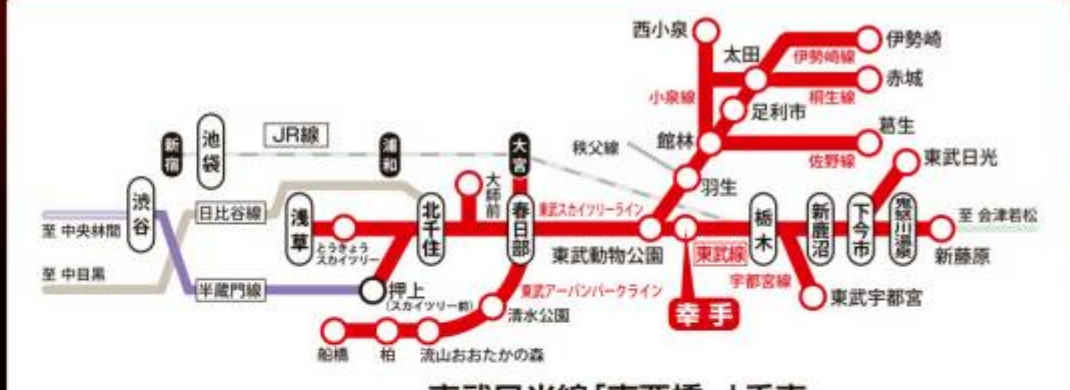 西小泉
伊勢崎
太田
伊勢崎線
赤城
小泉線
桐生線
足利市
葛生
JR線
新宿
池袋
浦和
大宮
秩父線
館林
佐野線
東武日光
大師前
羽生
渋谷
日比谷線
浅草
北千住
春日部
東武スカイツリーライン
栃木
新鹿沼
下今市
鬼怒川温泉
至 会津若松
至 中央林間
とうきょう
スカイツリー
東武動物公園
東武線
新藤原
至 中目黒
半蔵門線
押上
(スカイツリー前)
東武アーバンパークライン
宇都宮線
東武宇都宮
清水公園
幸手
船橋
柏
流山おおたかの森